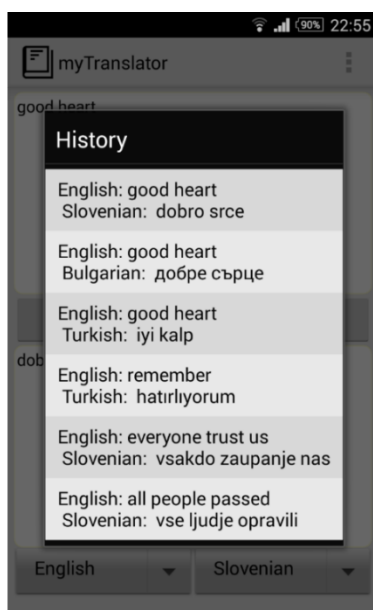 90% 22:55
myTranslator
good heart
History
English: good heart
Slovenian: dobro srce
English: good heart
Bulgarian: добре сърце
English: good heart
Turkish: iyi kalp
dob
English: remember
Turkish: hatırlıyorum
English: everyone trust us
Slovenian: vsakdo zaupanje nas
English: all people passed
Slovenian: vse ljudje opravili
English Slovenian